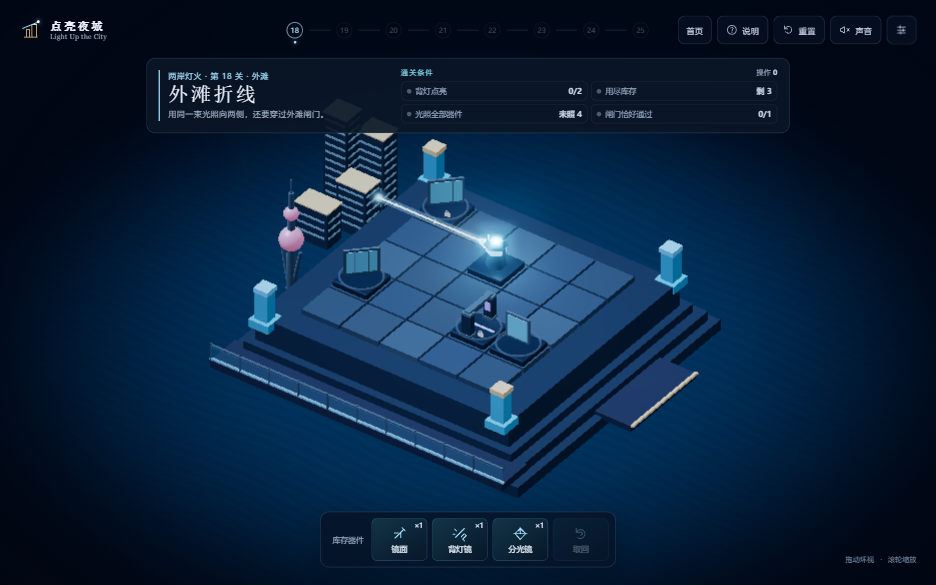 点亮夜城
Light Up the City
18 19 20 21 22 23 24 25
首页 说明 重置 声音
两岸灯火 · 第 18 关 · 外滩
外滩折线
用同一束光照向两侧，还要穿过外滩闸门。
通关条件 操作 0
背灯点亮 0/2 用尽库存 剩 3
光照全部器件 未照 4 闸门恰好通过 0/1
库存器件
×1 ×1 ×1
镜面 背灯镜 分光镜 取回
拖动环视 · 滚轮缩放